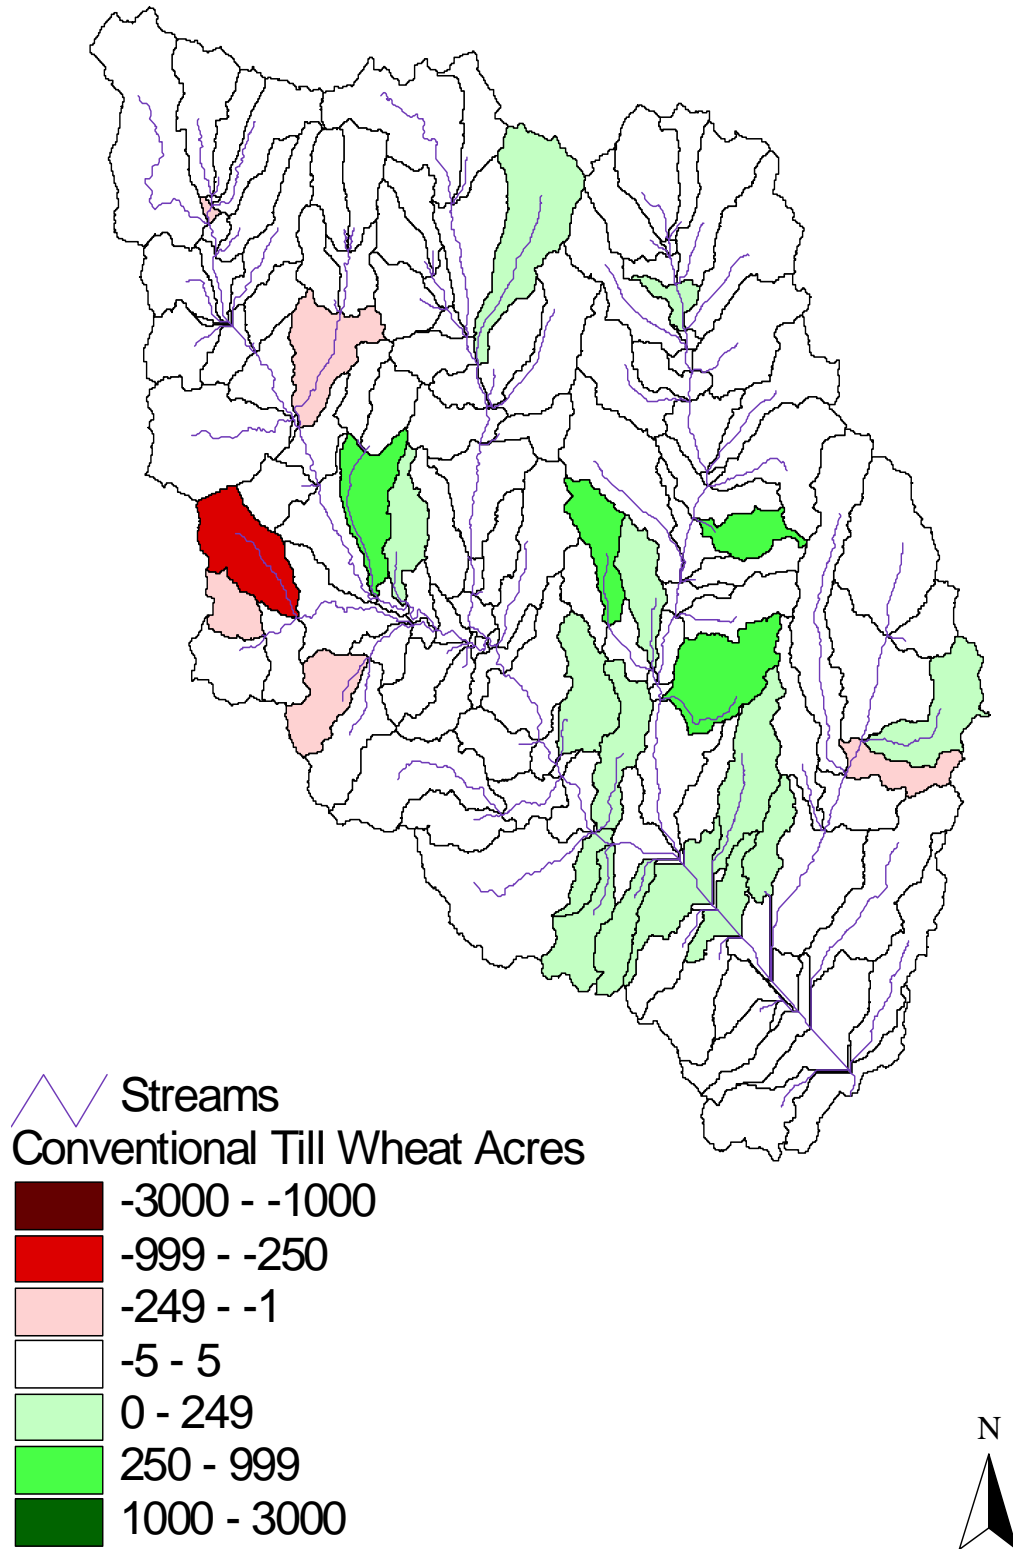 Streams
Conventional Till Wheat Acres
-3000 - -1000
-999 - -250
-249 - -1
-5 - 5
0 - 249
250 - 999
1000 - 3000
N